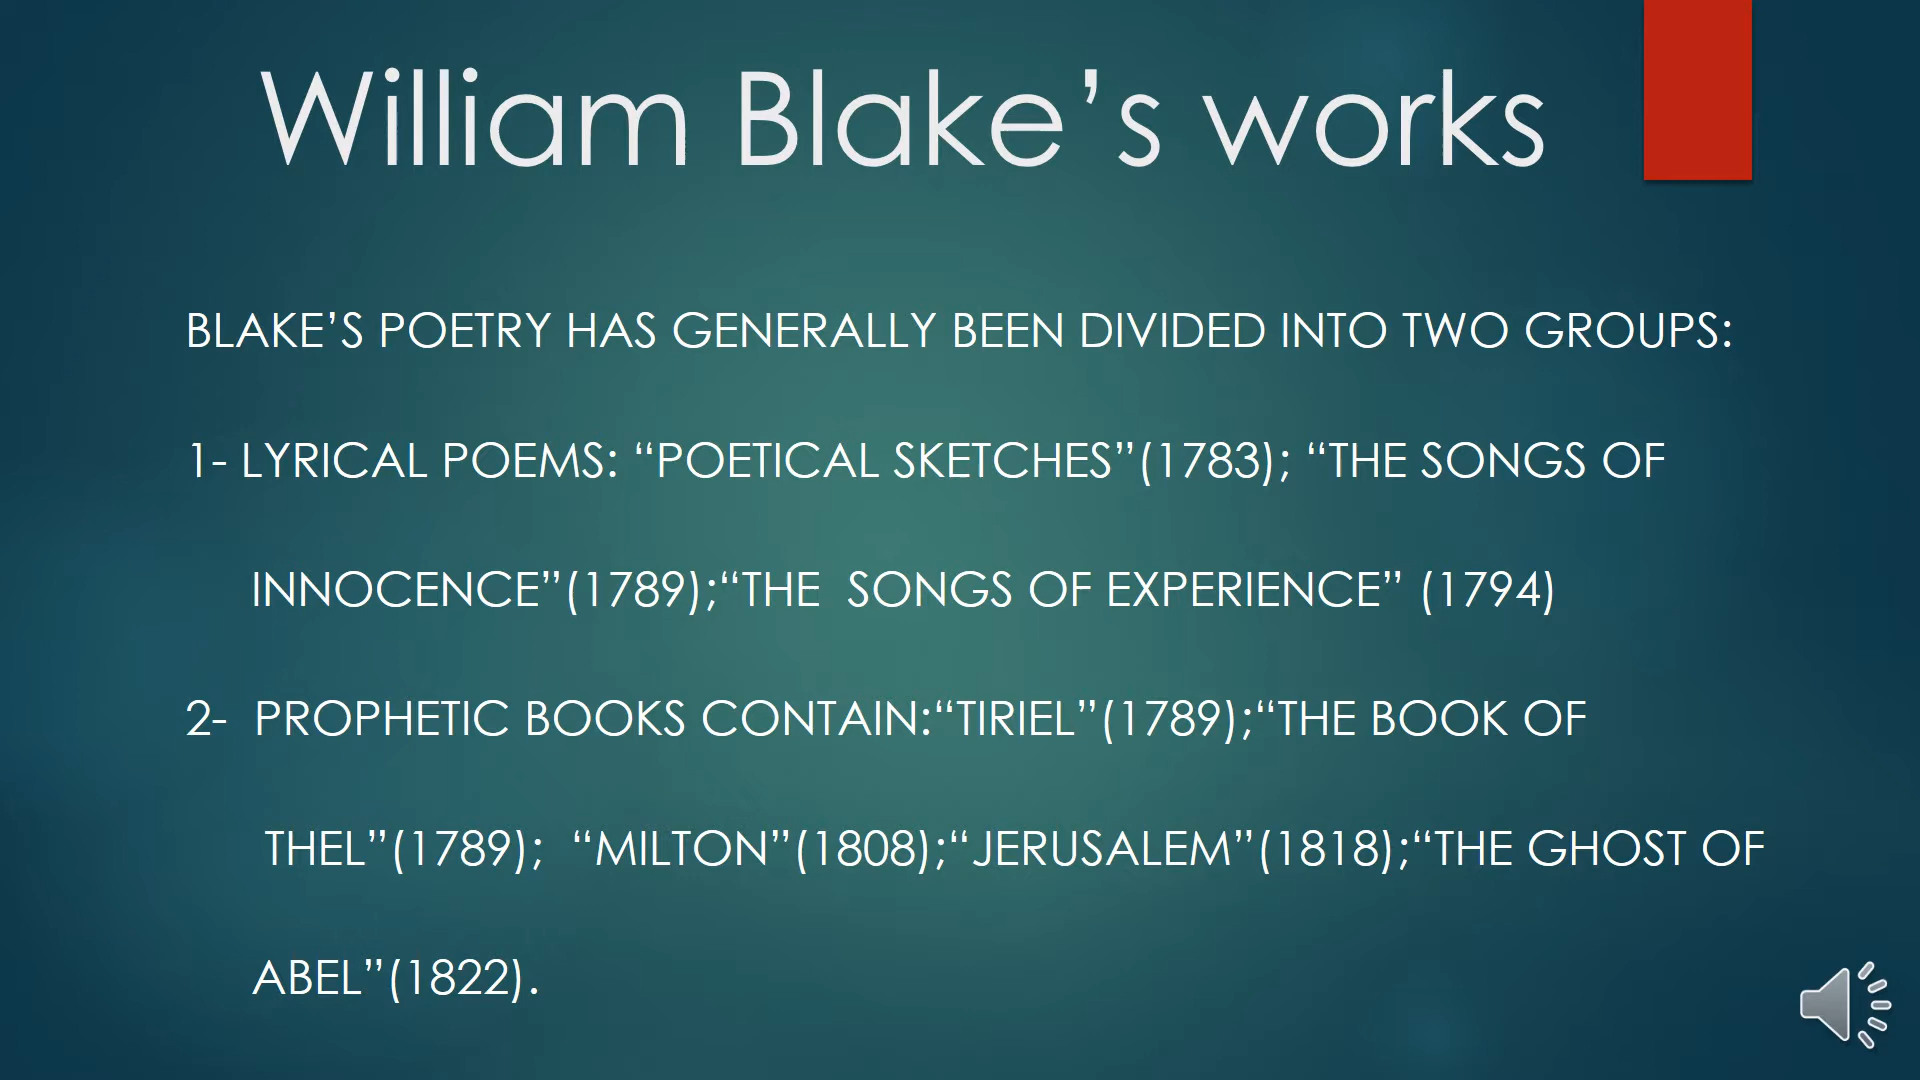 William Blake’s works
BLAKE’S POETRY HAS GENERALLY BEEN DIVIDED INTO TWO GROUPS:
1- LYRICAL POEMS: “POETICAL SKETCHES”(1783); “THE SONGS OF
INNOCENCE”(1789);“THE  SONGS OF EXPERIENCE” (1794)
2-  PROPHETIC BOOKS CONTAIN:“TIRIEL”(1789);“THE BOOK OF
THEL”(1789);  “MILTON”(1808);“JERUSALEM”(1818);“THE GHOST OF
ABEL”(1822).